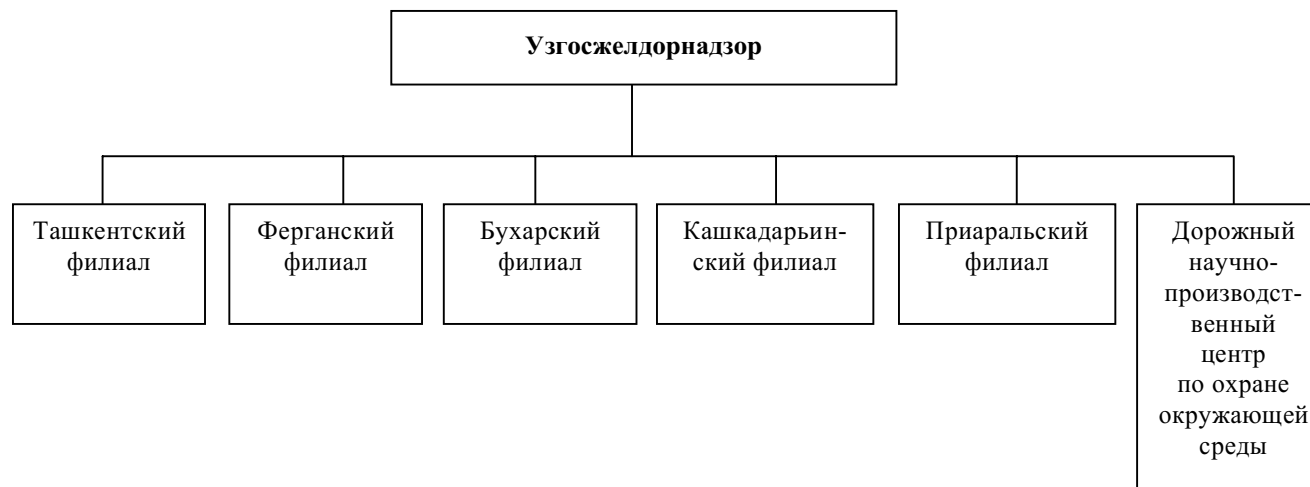 Узгосжелдорнадзор
Ташкентский
филиал
Ферганский
филиал
Бухарский
филиал
Кашкадарьин-
ский филиал
Приаральский
филиал
Дорожный
научно-
производст-
венный
центр
по охране
окружающей
среды